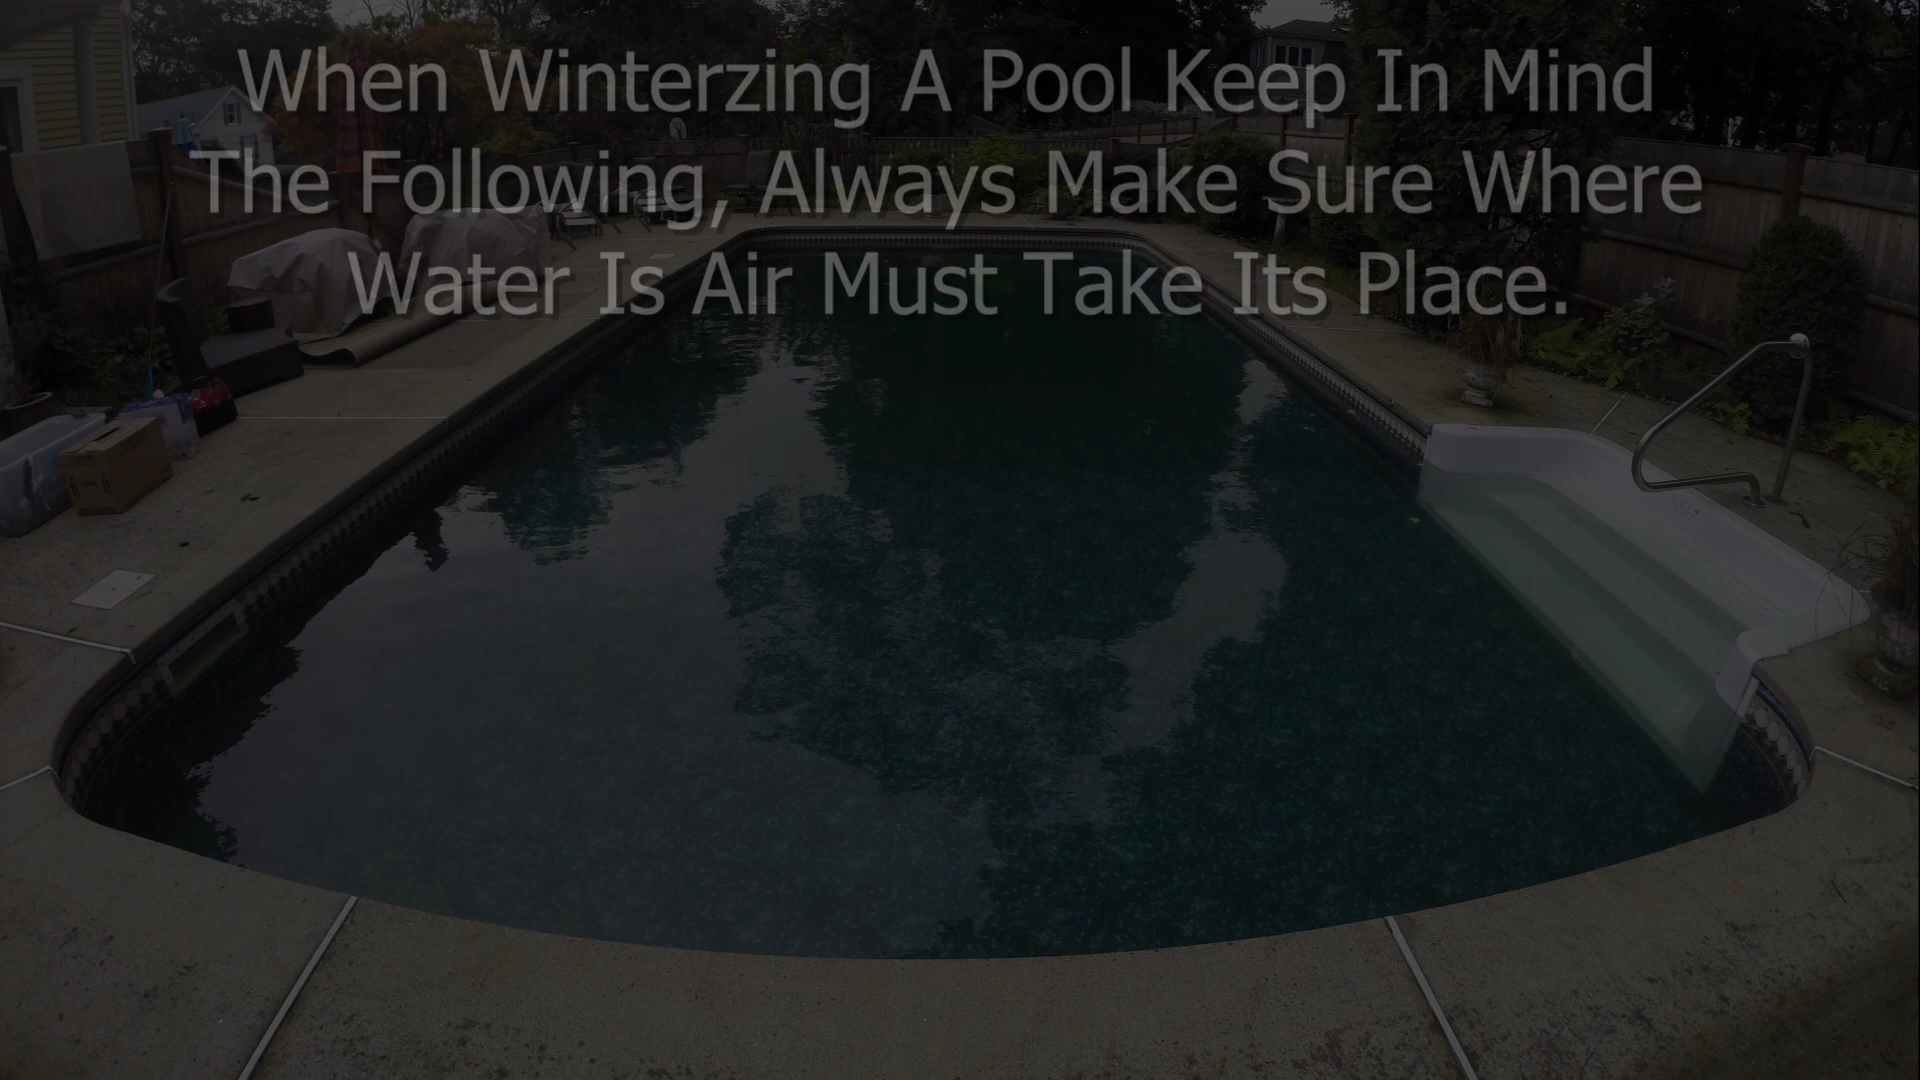 When Winterzing A Pool Keep In Mind
The Following, Always Make Sure Where
Water Is Air Must Take Its Place.